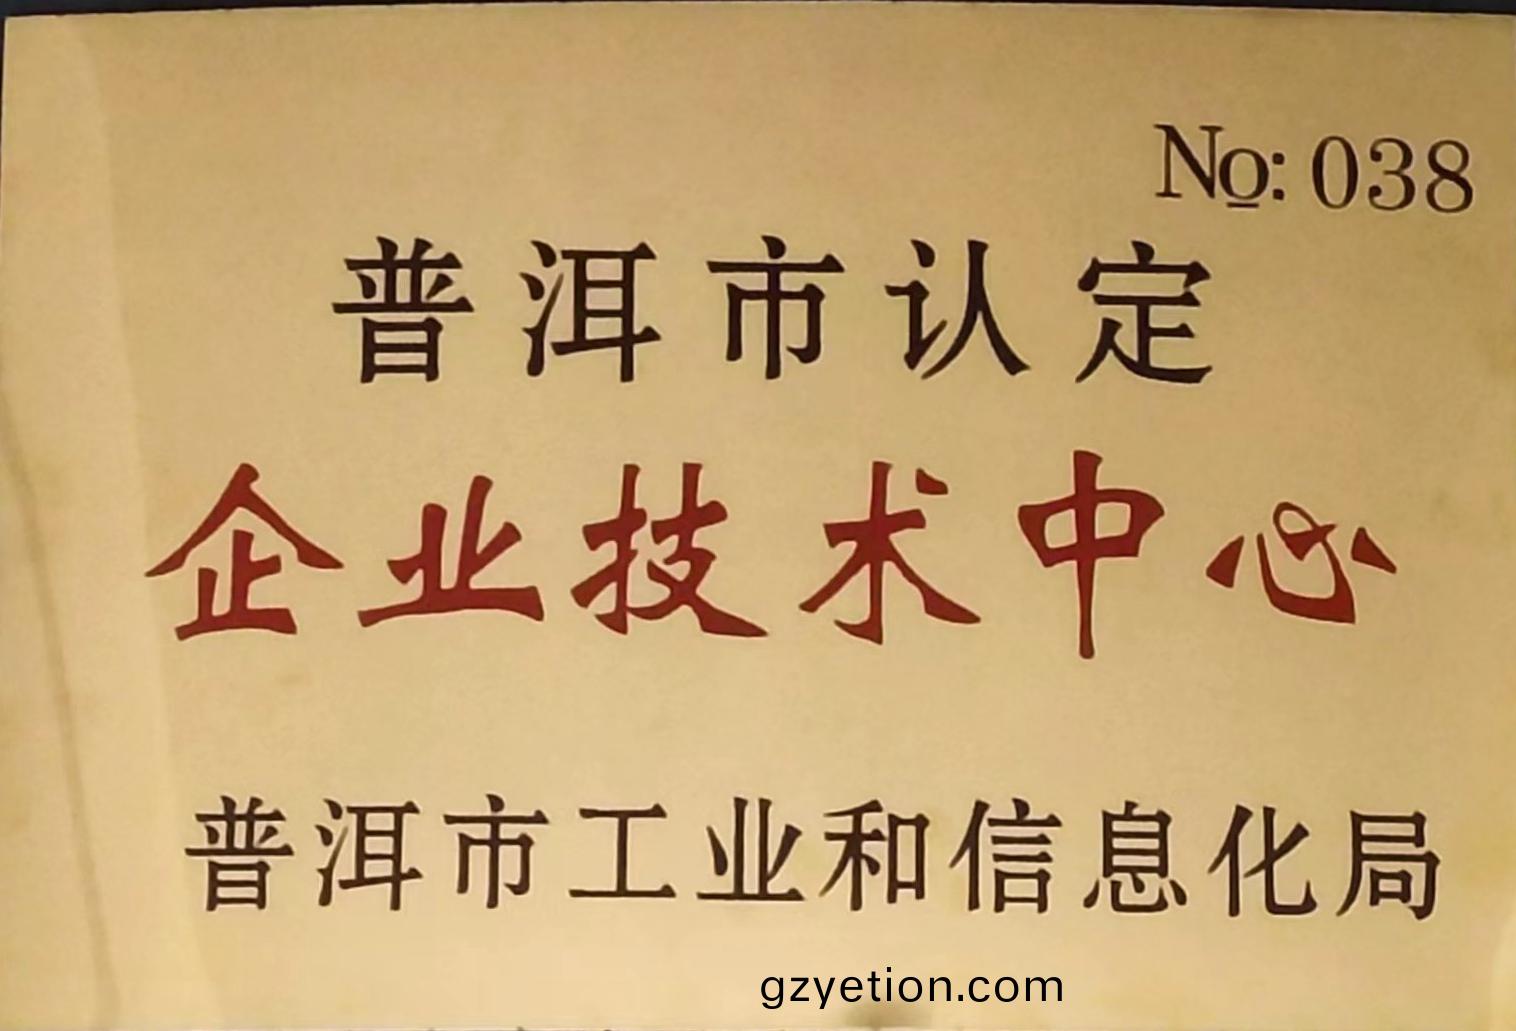 No: 038
普洱市认定
企业技术中心
普洱市工业和信息化局
gzyetion.com